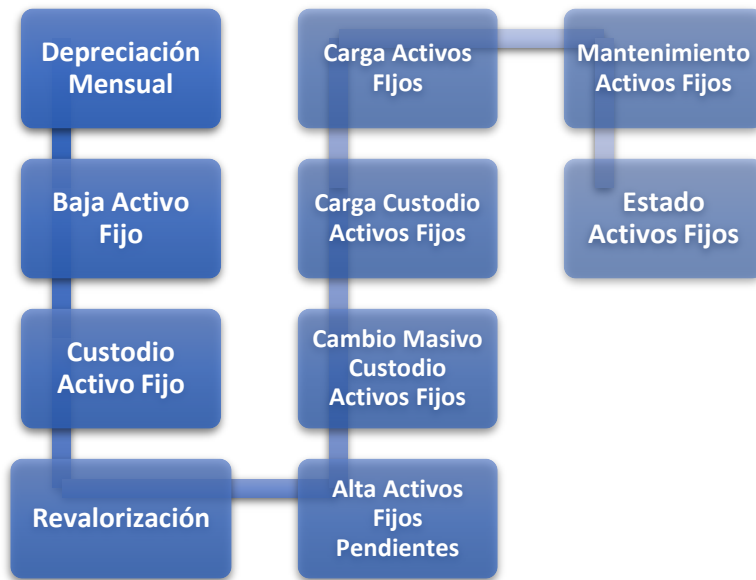 Depreciación
Mensual
Baja Activo
Fijo
Custodio
Activo Fijo
Revalorización
Alta Activos
Fijos
Pendientes
Cambio Masivo
Custodio
Activos Fijos
Carga Custodio
Activos Fijos
Carga Activos
FIjos
Mantenimiento
Activos Fijos
Estado
Activos Fijos